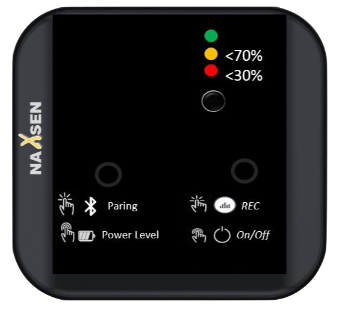 <70%
<30%
NAXSEN
Paring
REC
Power Level
On/Off